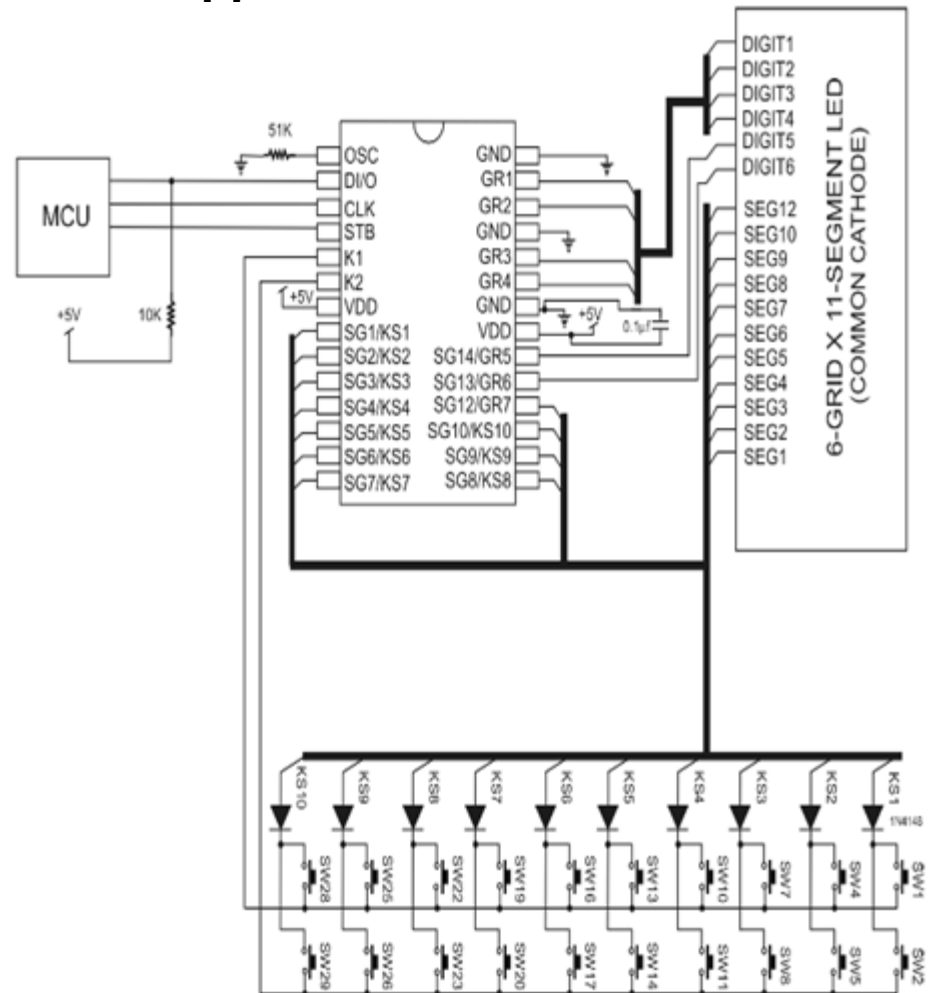 DIGIT1
DIGIT2
DIGIT3
DIGIT4
DIGIT5
DIGIT6
SEG12
SEG10
SEG9
SEG8
SEG7
SEG6
SEG5
SEG4
SEG3
SEG2
SEG1
6-GRID X 11-SEGMENT LED
(COMMON CATHODE)
MCU
+5V
10K
51K
OSC
DI/O
CLK
STB
K1
K2
+5V
VDD
SG1/KS1
SG2/KS2
SG3/KS3
SG4/KS4
SG5/KS5
SG6/KS6
SG7/KS7
GND
GR1
GR2
GND
GR3
GR4
GND
VDD
SG14/GR5
SG13/GR6
SG12/GR7
SG10/KS10
SG9/KS9
SG8/KS8
+5V
0.1µf
KS10
KS9
KS8
KS7
KS6
KS5
KS4
KS3
KS2
KS1
1N4148
SW28
SW25
SW22
SW19
SW16
SW13
SW10
SW7
SW4
SW1
SW29
SW26
SW23
SW20
SW17
SW14
SW11
SW8
SW5
SW2